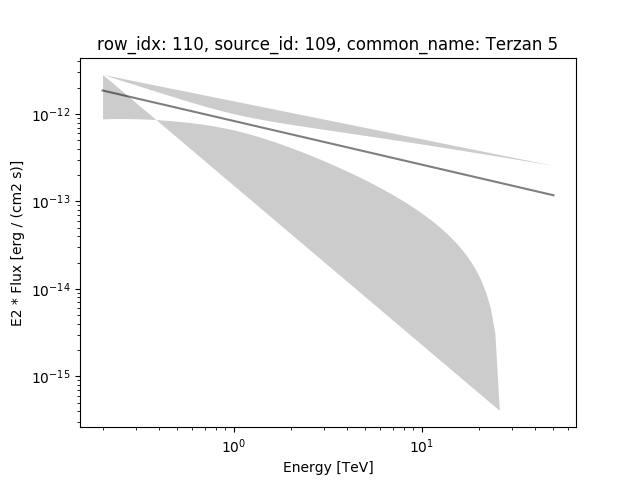 row_idx: 110, source_id: 109, common_name: Terzan 5
E2 * Flux [erg / (cm2 s)]
10⁻¹²
10⁻¹³
10⁻¹⁴
10⁻¹⁵
10⁰ 10¹
Energy [TeV]